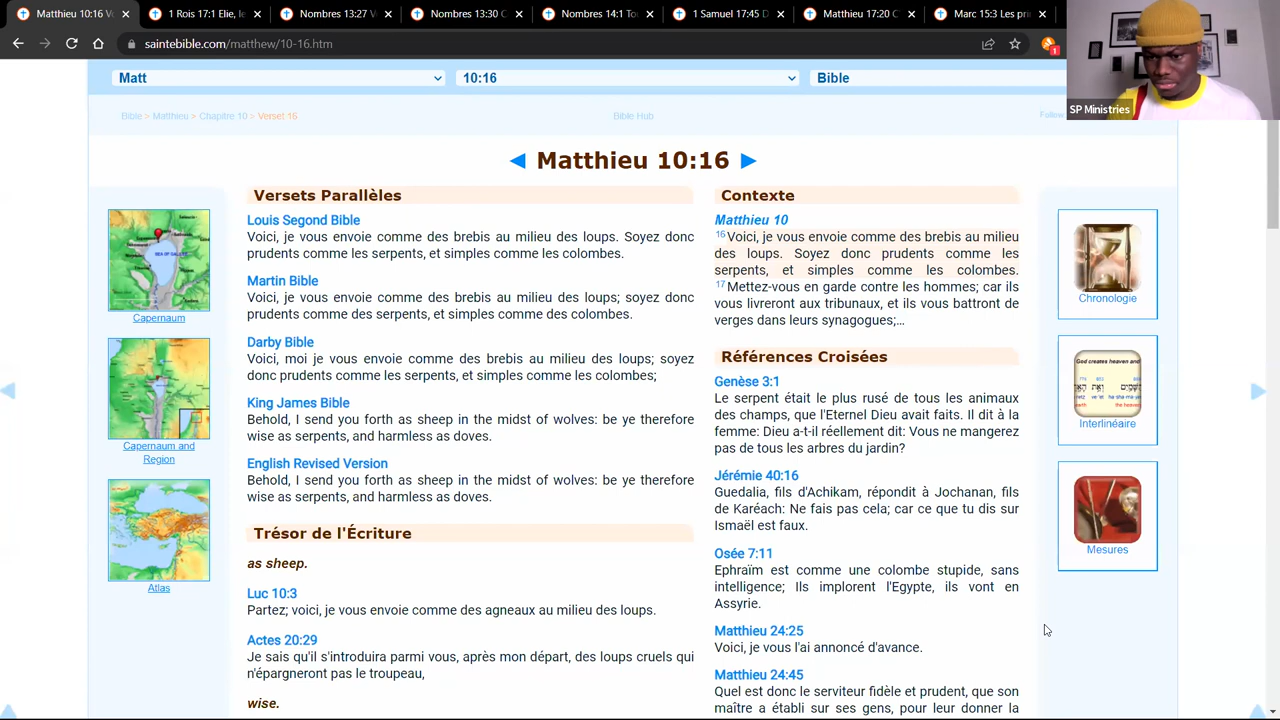 Matthieu 10:16 V
1 Rois 17:1 Elie, le
Nombres 13:27 V
Nombres 13:30 C
Nombres 14:1 Tou
1 Samuel 17:45 D
Matthieu 17:20 C
Marc 15:3 Les pri
saintebible.com/matthew/10-16.htm
1
SP Ministries
Matt
10:16
Bible
Bible > Matthieu > Chapitre 10 > Verset 16
Bible Hub
Follow
Matthieu 10:16
Versets Parallèles
Louis Segond Bible
Voici, je vous envoie comme des brebis au milieu des loups. Soyez donc
prudents comme les serpents, et simples comme les colombes.
Martin Bible
Voici, je vous envoie comme des brebis au milieu des loups; soyez donc
prudents comme des serpents, et simples comme des colombes.
Darby Bible
Voici, moi je vous envoie comme des brebis au milieu des loups; soyez
donc prudents comme les serpents, et simples comme les colombes;
King James Bible
Behold, I send you forth as sheep in the midst of wolves: be ye therefore
wise as serpents, and harmless as doves.
English Revised Version
Behold, I send you forth as sheep in the midst of wolves: be ye therefore
wise as serpents, and harmless as doves.
Trésor de l'Écriture
as sheep.
Luc 10:3
Partez; voici, je vous envoie comme des agneaux au milieu des loups.
Actes 20:29
Je sais qu'il s'introduira parmi vous, après mon départ, des loups cruels qui
n'épargneront pas le troupeau,
wise.
Contexte
Matthieu 10
16Voici, je vous envoie comme des brebis au milieu
des loups. Soyez donc prudents comme les
serpents, et simples comme les colombes.
17Mettez-vous en garde contre les hommes; car ils
vous livreront aux tribunaux, et ils vous battront de
verges dans leurs synagogues;…
Références Croisées
Genèse 3:1
Le serpent était le plus rusé de tous les animaux
des champs, que l'Eternel Dieu avait faits. Il dit à la
femme: Dieu a-t-il réellement dit: Vous ne mangerez
pas de tous les arbres du jardin?
Jérémie 40:16
Guedalia, fils d'Achikam, répondit à Jochanan, fils
de Karéach: Ne fais pas cela; car ce que tu dis sur
Ismaël est faux.
Osée 7:11
Ephraïm est comme une colombe stupide, sans
intelligence; Ils implorent l'Egypte, ils vont en
Assyrie.
Matthieu 24:25
Voici, je vous l'ai annoncé d'avance.
Matthieu 24:45
Quel est donc le serviteur fidèle et prudent, que son
maître a établi sur ses gens, pour leur donner la
SEA OF GALILEE
Capernaum
Capernaum and
Region
Atlas
Chronologie
God creates heaven and
Interlinéaire
Mesures